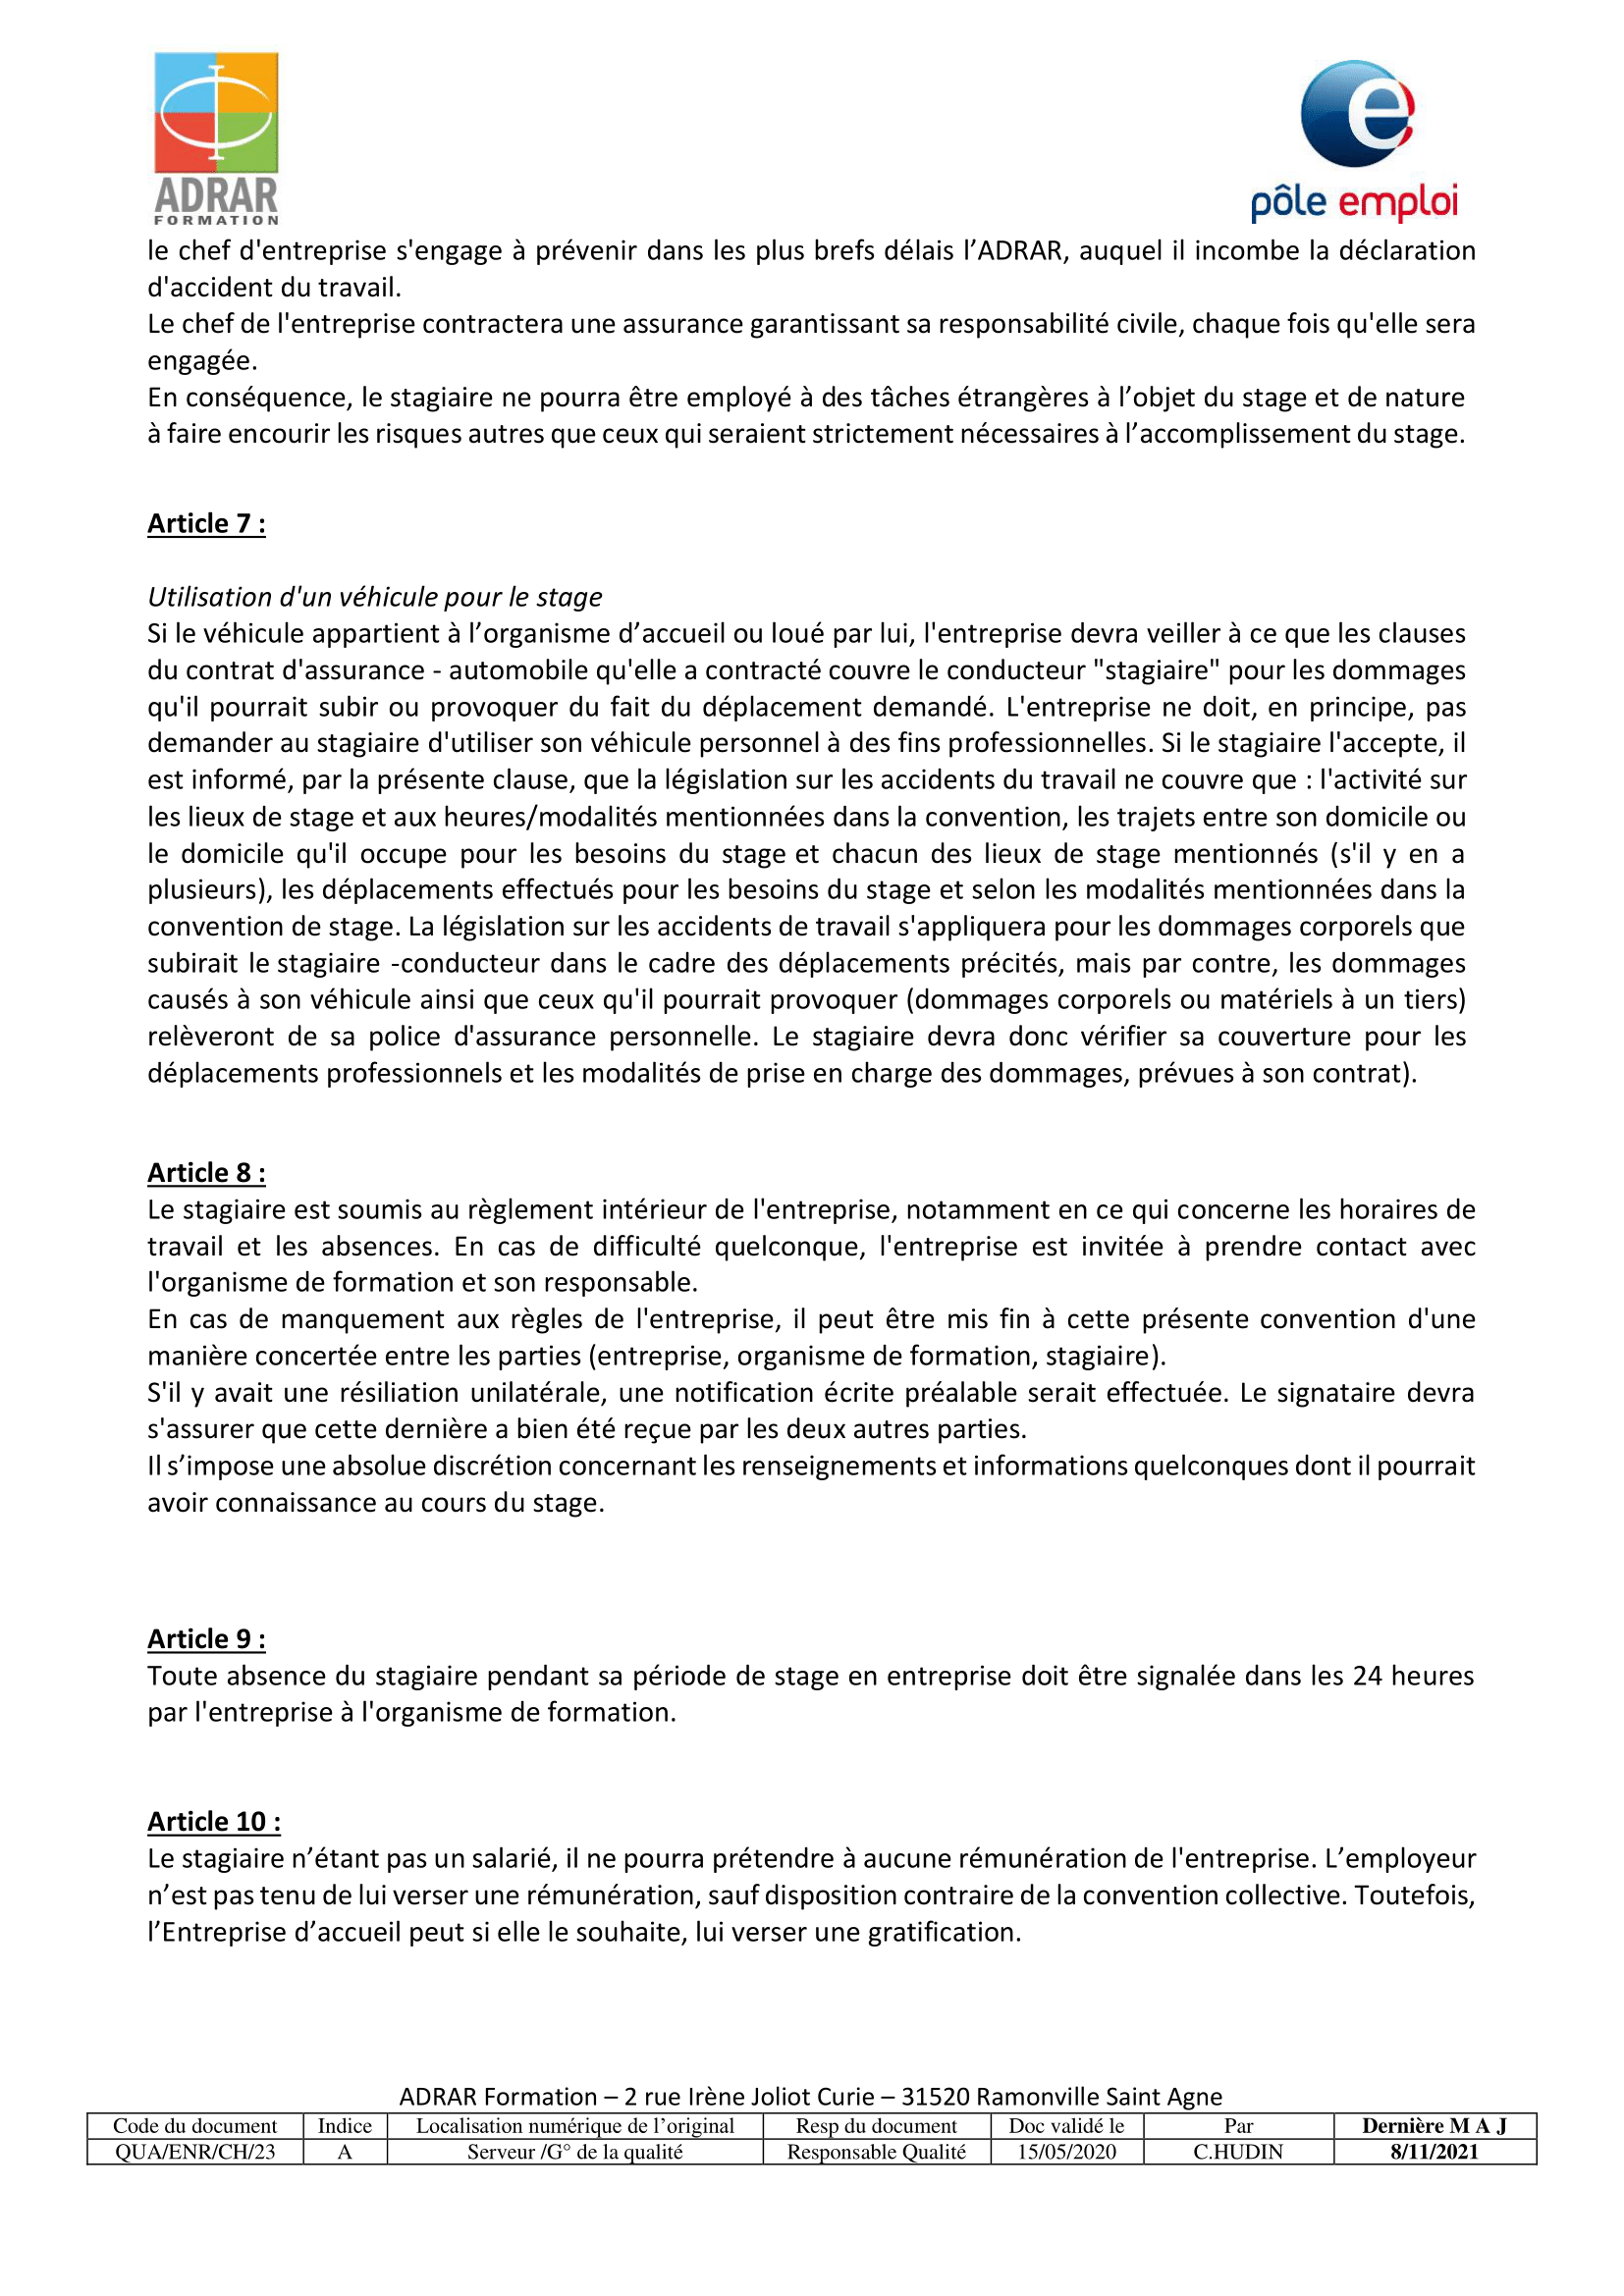 ADRAR
FORMATION
pôle emploi
le chef d'entreprise s'engage à prévenir dans les plus brefs délais l’ADRAR, auquel il incombe la déclaration
d'accident du travail.
Le chef de l'entreprise contractera une assurance garantissant sa responsabilité civile, chaque fois qu'elle sera
engagée.
En conséquence, le stagiaire ne pourra être employé à des tâches étrangères à l’objet du stage et de nature
à faire encourir les risques autres que ceux qui seraient strictement nécessaires à l’accomplissement du stage.
Article 7 :
Utilisation d'un véhicule pour le stage
Si le véhicule appartient à l’organisme d’accueil ou loué par lui, l'entreprise devra veiller à ce que les clauses
du contrat d'assurance - automobile qu'elle a contracté couvre le conducteur "stagiaire" pour les dommages
qu'il pourrait subir ou provoquer du fait du déplacement demandé. L'entreprise ne doit, en principe, pas
demander au stagiaire d'utiliser son véhicule personnel à des fins professionnelles. Si le stagiaire l'accepte, il
est informé, par la présente clause, que la législation sur les accidents du travail ne couvre que : l'activité sur
les lieux de stage et aux heures/modalités mentionnées dans la convention, les trajets entre son domicile ou
le domicile qu'il occupe pour les besoins du stage et chacun des lieux de stage mentionnés (s'il y en a
plusieurs), les déplacements effectués pour les besoins du stage et selon les modalités mentionnées dans la
convention de stage. La législation sur les accidents de travail s'appliquera pour les dommages corporels que
subirait le stagiaire -conducteur dans le cadre des déplacements précités, mais par contre, les dommages
causés à son véhicule ainsi que ceux qu'il pourrait provoquer (dommages corporels ou matériels à un tiers)
relèveront de sa police d'assurance personnelle. Le stagiaire devra donc vérifier sa couverture pour les
déplacements professionnels et les modalités de prise en charge des dommages, prévues à son contrat).
Article 8 :
Le stagiaire est soumis au règlement intérieur de l'entreprise, notamment en ce qui concerne les horaires de
travail et les absences. En cas de difficulté quelconque, l'entreprise est invitée à prendre contact avec
l'organisme de formation et son responsable.
En cas de manquement aux règles de l'entreprise, il peut être mis fin à cette présente convention d'une
manière concertée entre les parties (entreprise, organisme de formation, stagiaire).
S'il y avait une résiliation unilatérale, une notification écrite préalable serait effectuée. Le signataire devra
s'assurer que cette dernière a bien été reçue par les deux autres parties.
Il s’impose une absolue discrétion concernant les renseignements et informations quelconques dont il pourrait
avoir connaissance au cours du stage.
Article 9 :
Toute absence du stagiaire pendant sa période de stage en entreprise doit être signalée dans les 24 heures
par l'entreprise à l'organisme de formation.
Article 10 :
Le stagiaire n’étant pas un salarié, il ne pourra prétendre à aucune rémunération de l'entreprise. L’employeur
n’est pas tenu de lui verser une rémunération, sauf disposition contraire de la convention collective. Toutefois,
l’Entreprise d’accueil peut si elle le souhaite, lui verser une gratification.
ADRAR Formation – 2 rue Irène Joliot Curie – 31520 Ramonville Saint Agne
Code du document Indice Localisation numérique de l’original Resp du document Doc validé le Par Dernière M A J
QUA/ENR/CH/23 A Serveur /G° de la qualité Responsable Qualité 15/05/2020 C.HUDIN 8/11/2021